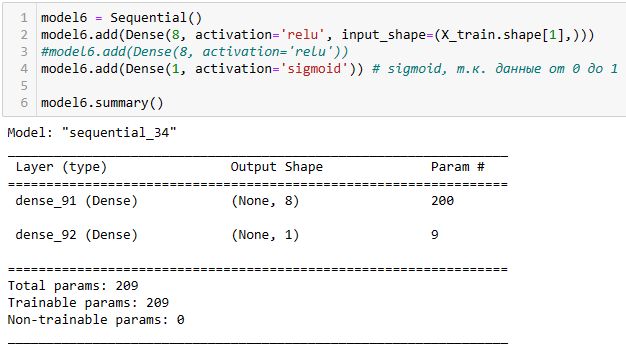 1 model6 = Sequential()
2 model6.add(Dense(8, activation='relu', input_shape=(X_train.shape[1],)))
3 #model6.add(Dense(8, activation='relu'))
4 model6.add(Dense(1, activation='sigmoid')) # sigmoid, т.к. данные от 0 до 1
5
6 model6.summary()
Model: "sequential_34"
Layer (type) Output Shape Param #
dense_91 (Dense) (None, 8) 200
dense_92 (Dense) (None, 1) 9
Total params: 209
Trainable params: 209
Non-trainable params: 0